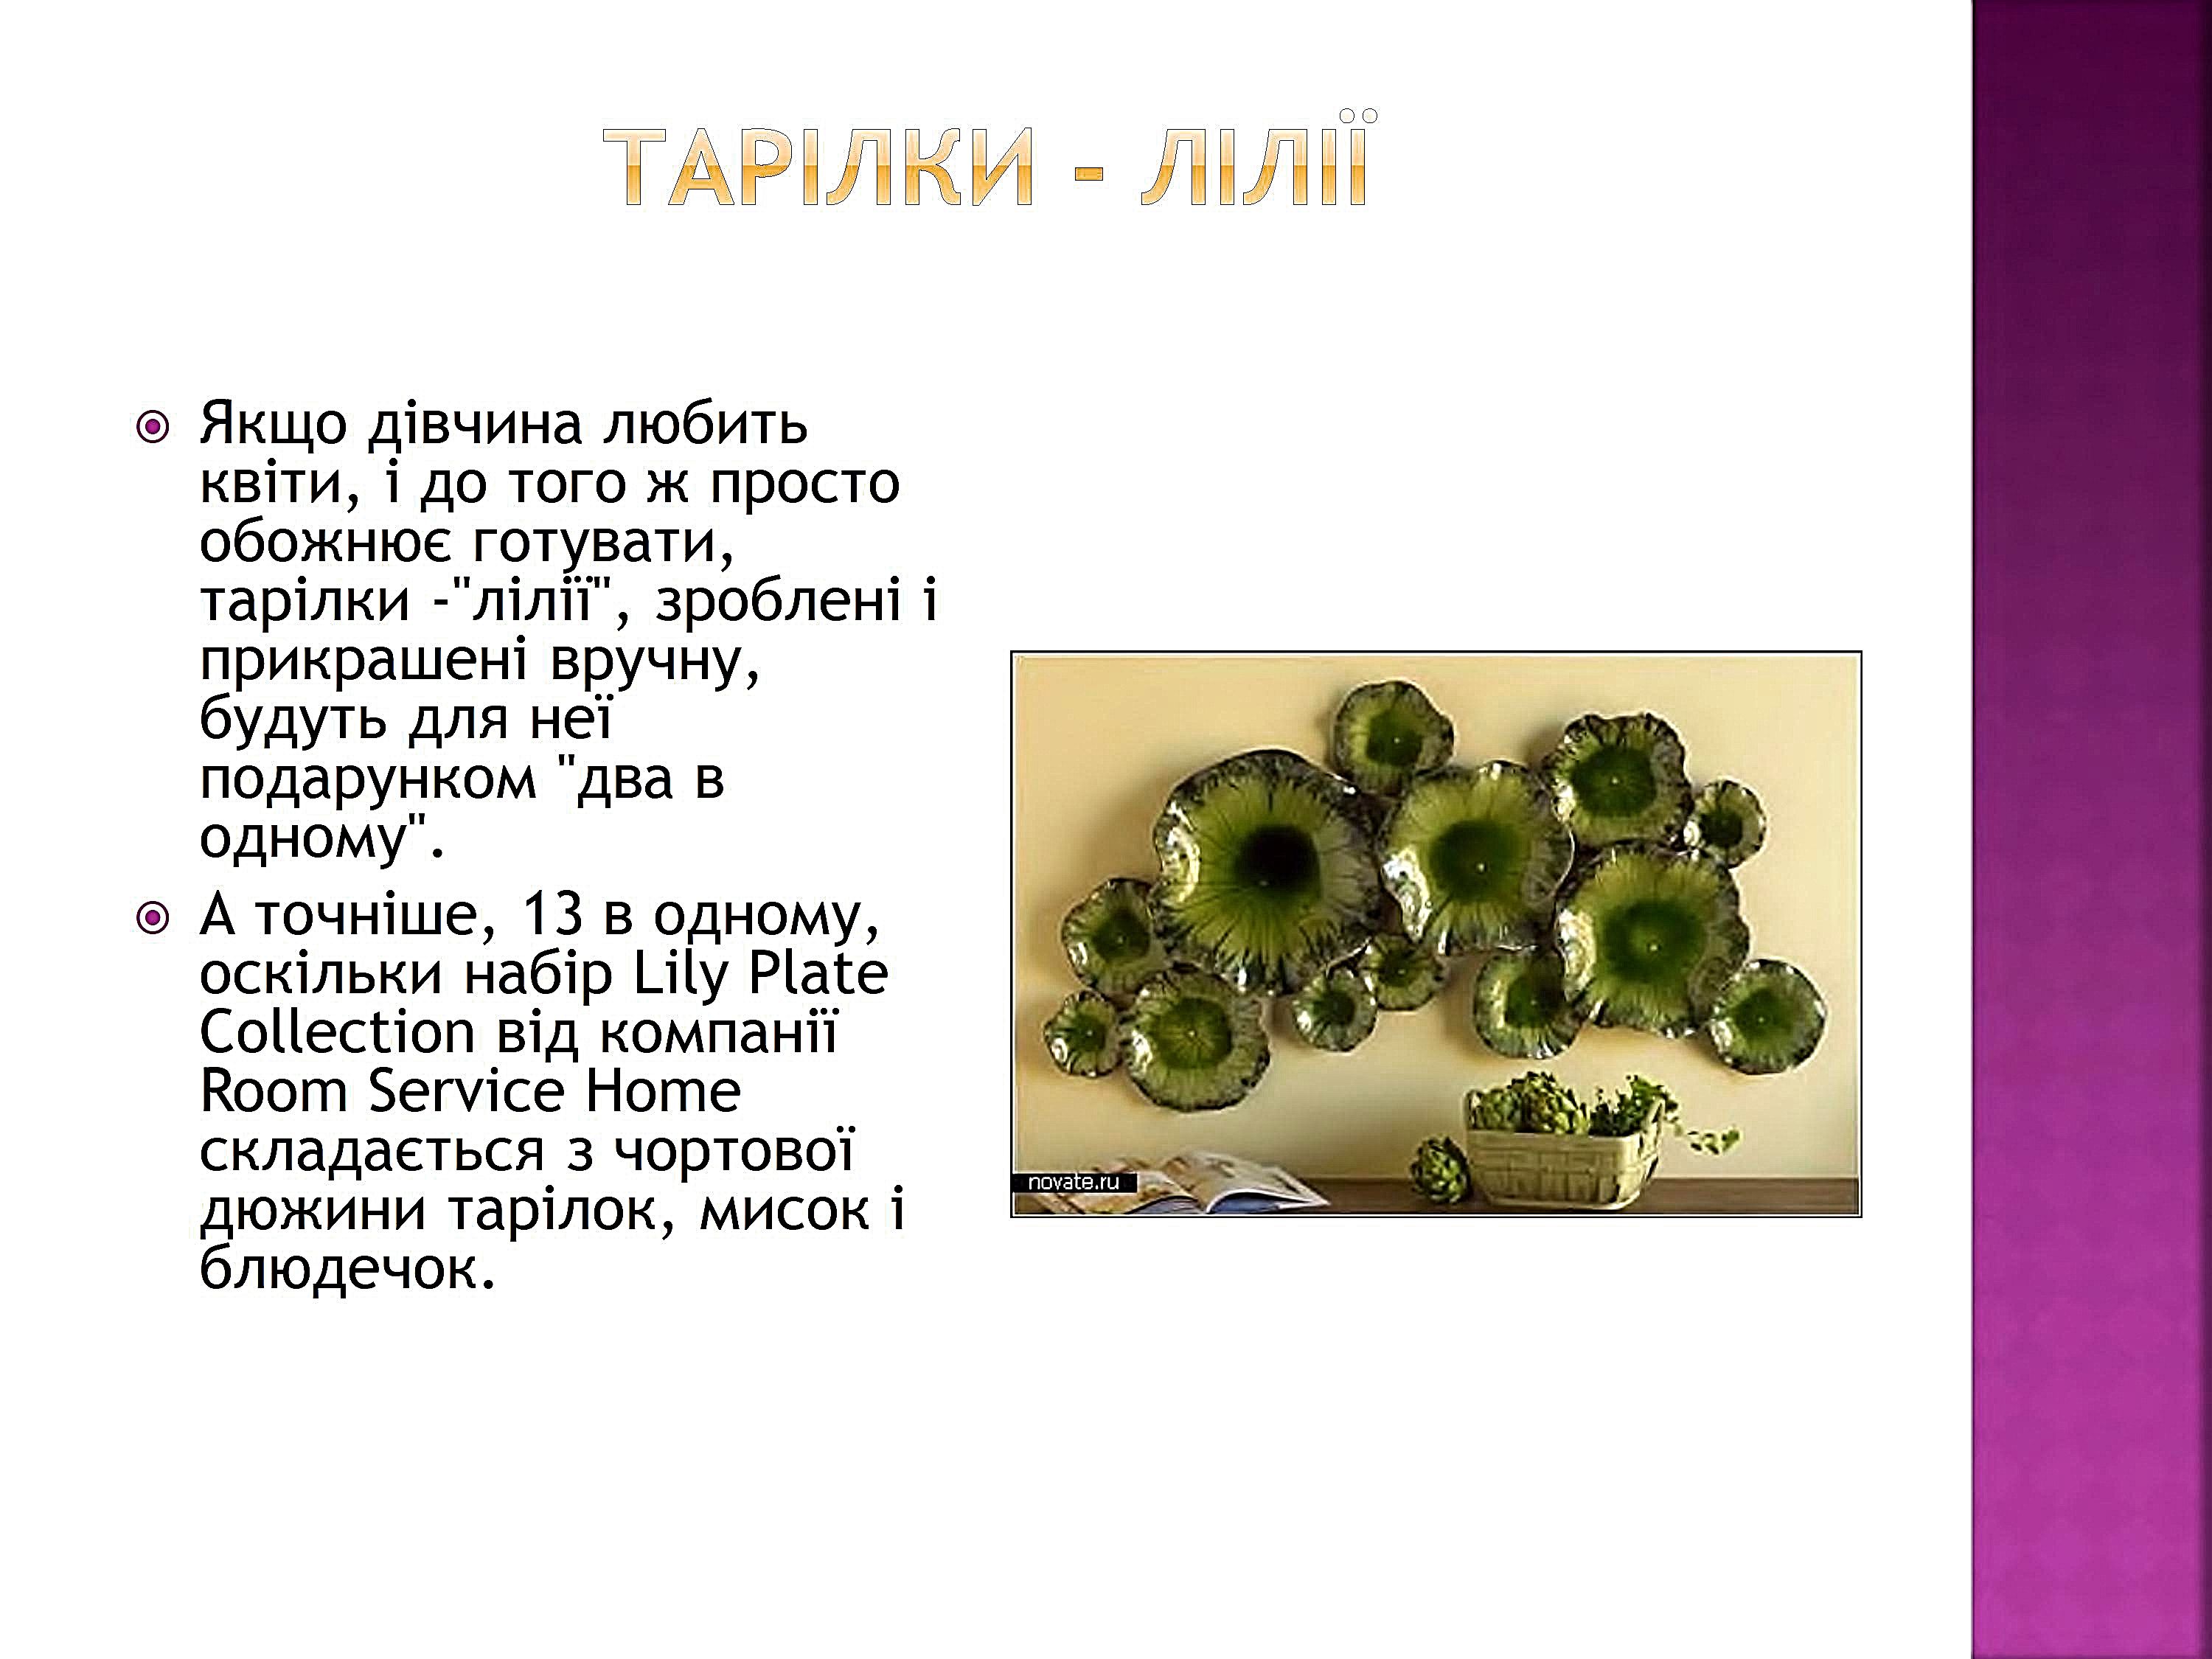 ТАРІЛКИ - ЛІЛІЇ
Якщо дівчина любить
квіти, і до того ж просто
обожнює готувати,
тарілки -"лілії", зроблені і
прикрашені вручну,
будуть для неї
подарунком "два в
одному".
А точніше, 13 в одному,
оскільки набір Lily Plate
Collection від компанії
Room Service Home
складається з чортової
дюжини тарілок, мисок і
блюдечок.
novate.ru